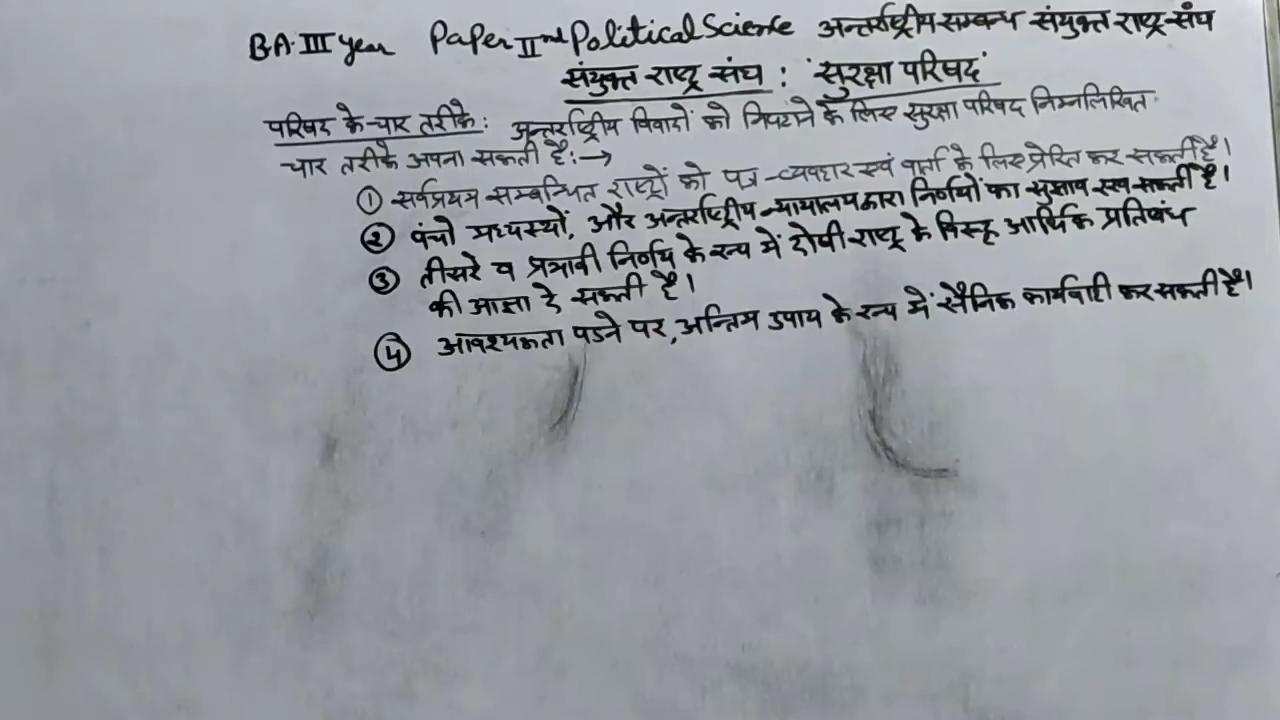 B.A. III year Paper IInd Political Science अन्तर्राष्ट्रीय सम्बन्ध संयुक्त राष्ट्र संघ
संयुक्त राष्ट्र संघ : 'सुरक्षा परिषद'
परिषद के चार तरीके : अन्तर्राष्ट्रिय विवादों को निपटाने के लिए सुरक्षा परिषद निम्नलिखित
चार तरीके अपना सकती है :→
① सर्वप्रथम सम्बन्धित राष्ट्रों को पत्र-व्यवहार एवं वार्ता के लिए प्रेरित कर सकती है।
② पंचो मध्यस्थों, और अन्तर्राष्ट्रिय न्यायालय द्वारा निर्णयों का सुझाव रख सकती है।
③ तीसरे व प्रभावी निर्णय के रूप में दोषी राष्ट्र के विरूद्ध आर्थिक प्रतिबंध
की आज्ञा दे सकती है।
④ आवश्यकता पडने पर, अन्तिम उपाय के रूप में सैनिक कार्यवाही कर सकती है।